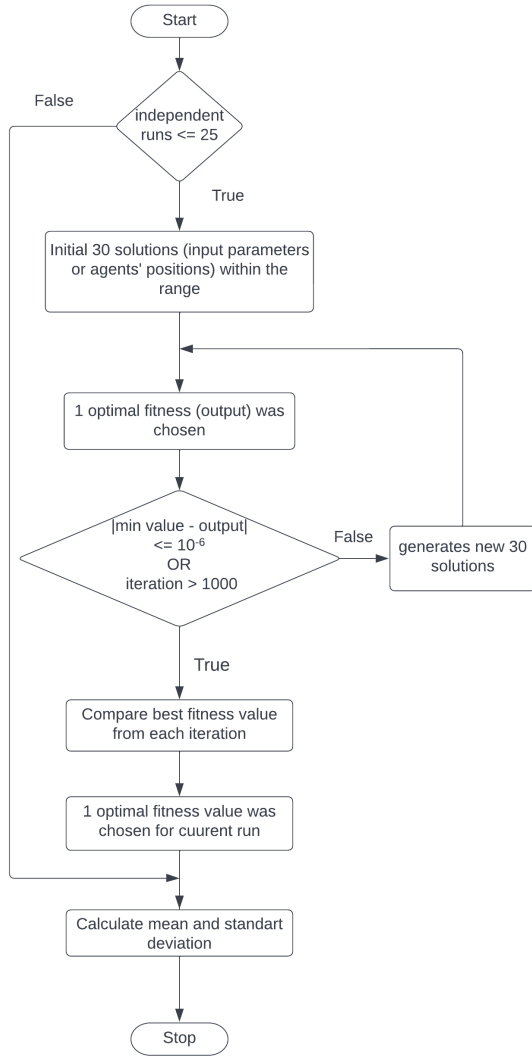 Start
False
independent
runs <= 25
True
Initial 30 solutions (input parameters
or agents' positions) within the
range
1 optimal fitness (output) was
chosen
|min value - output|
<= 10-6
OR
iteration > 1000
False
generates new 30
solutions
True
Compare best fitness value
from each iteration
1 optimal fitness value was
chosen for cuurent run
Calculate mean and standart
deviation
Stop